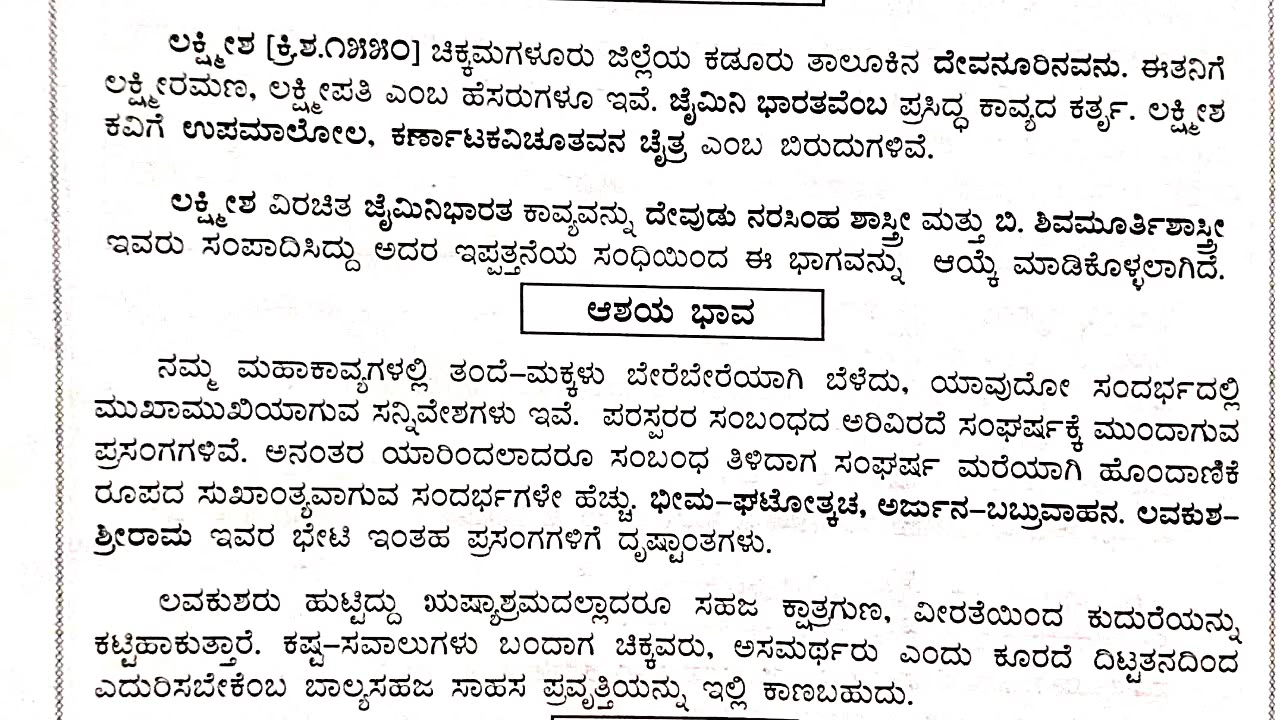 ಲಕ್ಷ್ಮೀಶ [ಕ್ರಿ.ಶ.೧೫೫೦] ಚಿಕ್ಕಮಗಳೂರು ಜಿಲ್ಲೆಯ ಕಡೂರು ತಾಲೂಕಿನ ದೇವನೂರಿನವನು. ಈತನಿಗೆ
ಲಕ್ಷ್ಮೀರಮಣ, ಲಕ್ಷ್ಮೀಪತಿ ಎಂಬ ಹೆಸರುಗಳೂ ಇವೆ. ಜೈಮಿನಿ ಭಾರತವೆಂಬ ಪ್ರಸಿದ್ಧ ಕಾವ್ಯದ ಕರ್ತೃ. ಲಕ್ಷ್ಮೀಶ
ಕವಿಗೆ ಉಪಮಾಲೋಲ, ಕರ್ಣಾಟಕವಿಚೂತವನ ಚೈತ್ರ ಎಂಬ ಬಿರುದುಗಳಿವೆ.
ಲಕ್ಷ್ಮೀಶ ವಿರಚಿತ ಜೈಮಿನಿಭಾರತ ಕಾವ್ಯವನ್ನು ದೇವುಡು ನರಸಿಂಹ ಶಾಸ್ತ್ರೀ ಮತ್ತು ಬಿ. ಶಿವಮೂರ್ತಿಶಾಸ್ತ್ರೀ
ಇವರು ಸಂಪಾದಿಸಿದ್ದು ಅದರ ಇಪ್ಪತ್ತನೆಯ ಸಂಧಿಯಿಂದ ಈ ಭಾಗವನ್ನು ಆಯ್ಕೆ ಮಾಡಿಕೊಳ್ಳಲಾಗಿದೆ.
ಆಶಯ ಭಾವ
ನಮ್ಮ ಮಹಾಕಾವ್ಯಗಳಲ್ಲಿ ತಂದೆ-ಮಕ್ಕಳು ಬೇರೆಬೇರೆಯಾಗಿ ಬೆಳೆದು, ಯಾವುದೋ ಸಂದರ್ಭದಲ್ಲಿ
ಮುಖಾಮುಖಿಯಾಗುವ ಸನ್ನಿವೇಶಗಳು ಇವೆ. ಪರಸ್ಪರರ ಸಂಬಂಧದ ಅರಿವಿರದೆ ಸಂಘರ್ಷಕ್ಕೆ ಮುಂದಾಗುವ
ಪ್ರಸಂಗಗಳಿವೆ. ಅನಂತರ ಯಾರಿಂದಲಾದರೂ ಸಂಬಂಧ ತಿಳಿದಾಗ ಸಂಘರ್ಷ ಮರೆಯಾಗಿ ಹೊಂದಾಣಿಕೆ
ರೂಪದ ಸುಖಾಂತ್ಯವಾಗುವ ಸಂದರ್ಭಗಳೇ ಹೆಚ್ಚು. ಭೀಮ-ಘಟೋತ್ಕಚ, ಅರ್ಜುನ-ಬಬ್ರುವಾಹನ. ಲವಕುಶ-
ಶ್ರೀರಾಮ ಇವರ ಭೇಟಿ ಇಂತಹ ಪ್ರಸಂಗಗಳಿಗೆ ದೃಷ್ಟಾಂತಗಳು.
ಲವಕುಶರು ಹುಟ್ಟಿದ್ದು ಋಷ್ಯಾಶ್ರಮದಲ್ಲಾದರೂ ಸಹಜ ಕ್ಷಾತ್ರಗುಣ, ವೀರತೆಯಿಂದ ಕುದುರೆಯನ್ನು
ಕಟ್ಟಿಹಾಕುತ್ತಾರೆ. ಕಷ್ಟ-ಸವಾಲುಗಳು ಬಂದಾಗ ಚಿಕ್ಕವರು, ಅಸಮರ್ಥರು ಎಂದು ಕೂರದೆ ದಿಟ್ಟತನದಿಂದ
ಎದುರಿಸಬೇಕೆಂಬ ಬಾಲ್ಯಸಹಜ ಸಾಹಸ ಪ್ರವೃತ್ತಿಯನ್ನು ಇಲ್ಲಿ ಕಾಣಬಹುದು.